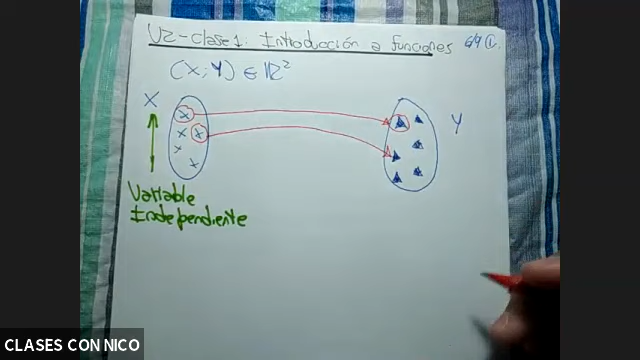 U2-Clase 1. Introducción a funciones
(X; Y) ∈ ℝ²
X
Y
Variable
Independiente
CLASES CON NICO